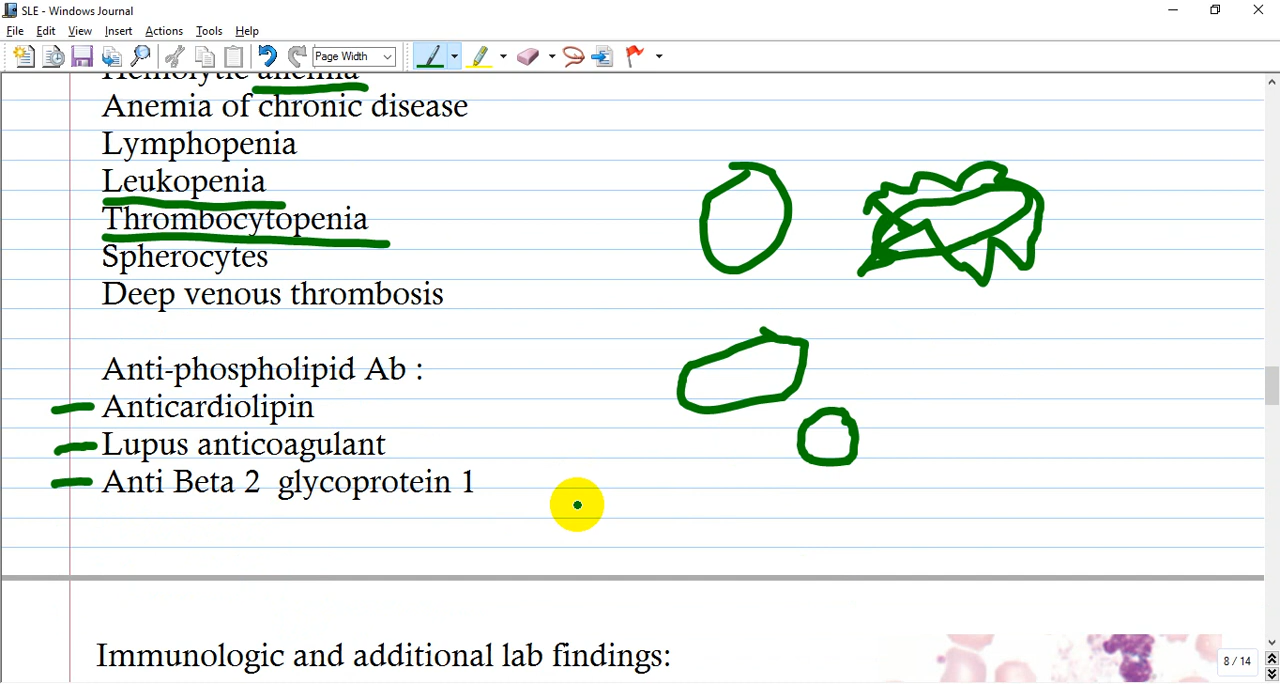 SLE - Windows Journal
File Edit View Insert Actions Tools Help
Page Width
Hemolytic anemia
Anemia of chronic disease
Lymphopenia
Leukopenia
Thrombocytopenia
Spherocytes
Deep venous thrombosis
Anti-phospholipid Ab :
Anticardiolipin
Lupus anticoagulant
Anti Beta 2 glycoprotein 1
Immunologic and additional lab findings:
8 / 14